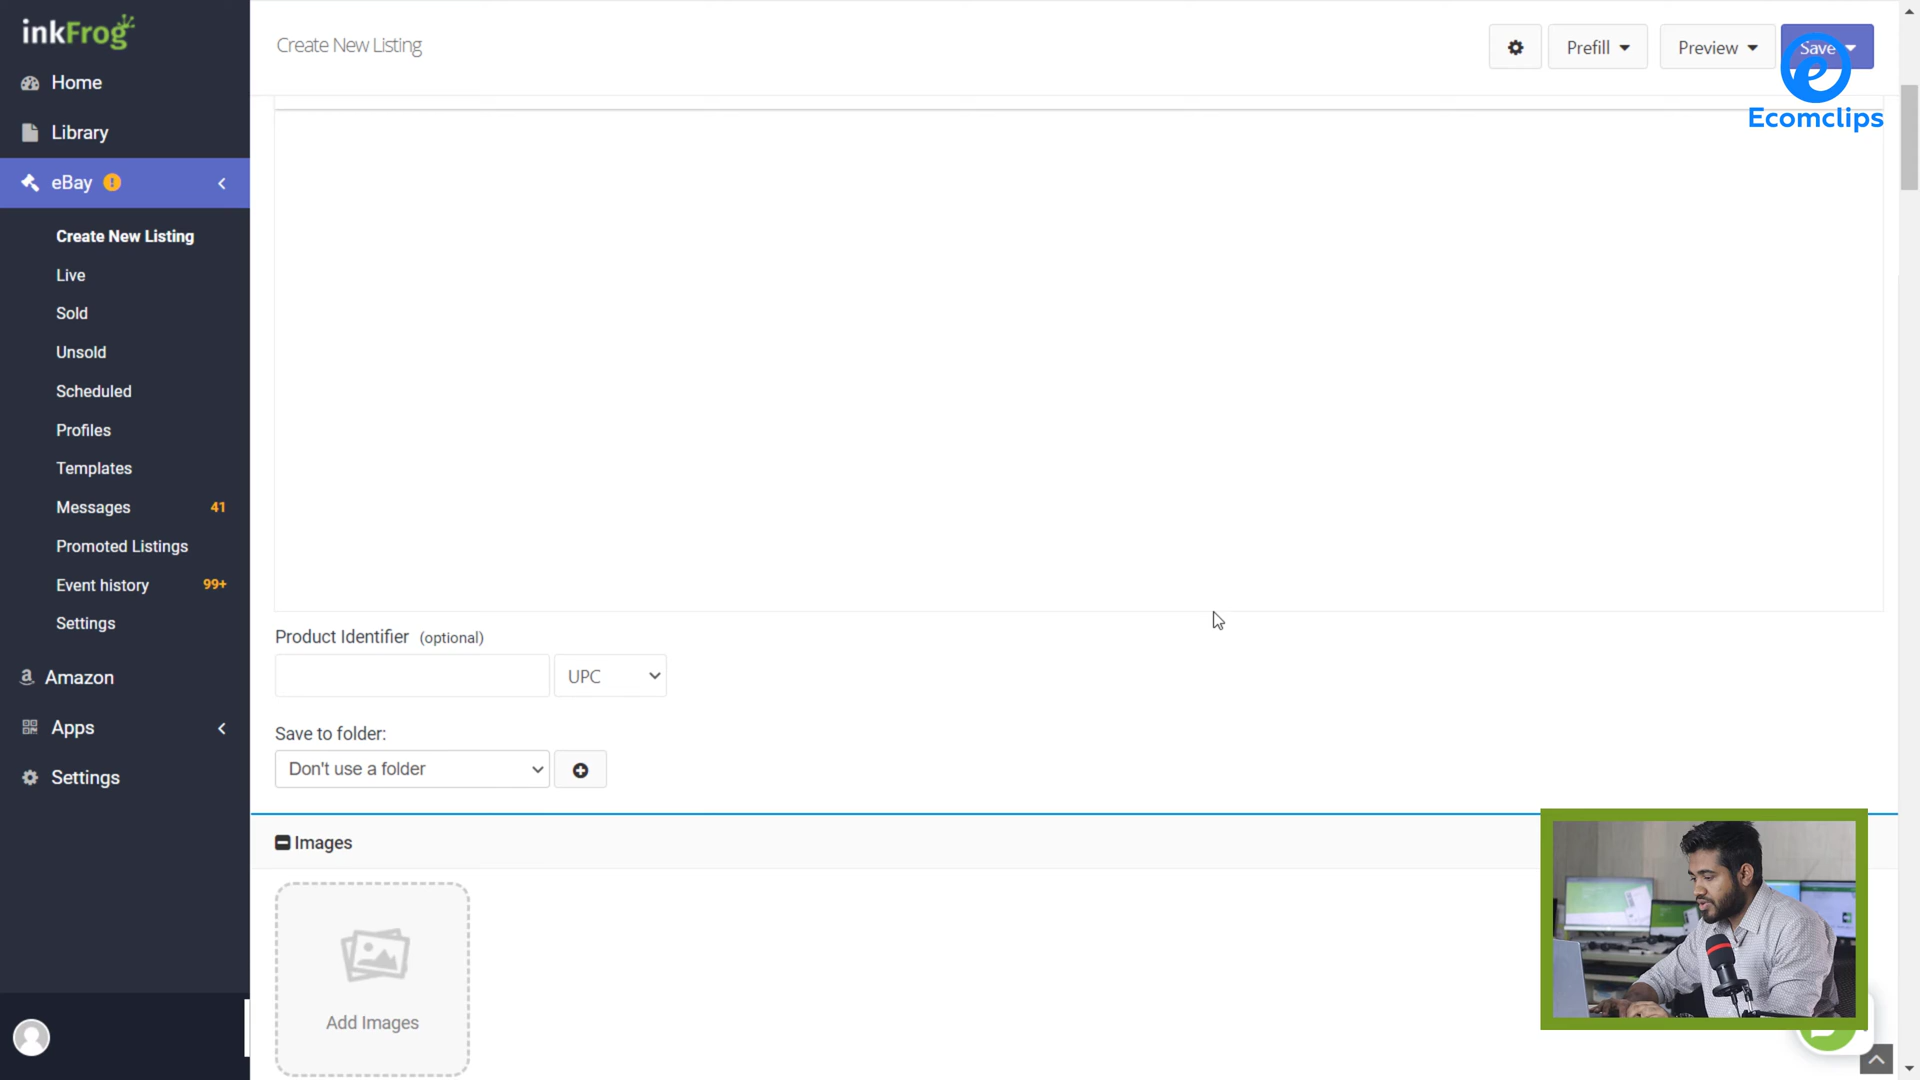 inkFrog
Home
Library
eBay
Create New Listing
Live
Sold
Unsold
Scheduled
Profiles
Templates
Messages 41
Promoted Listings
Event history 99+
Settings
Amazon
Apps
Settings
Create New Listing
Prefill
Preview
Save
Ecomclips
Product Identifier (optional)
UPC
Save to folder:
Don't use a folder
Images
Add Images